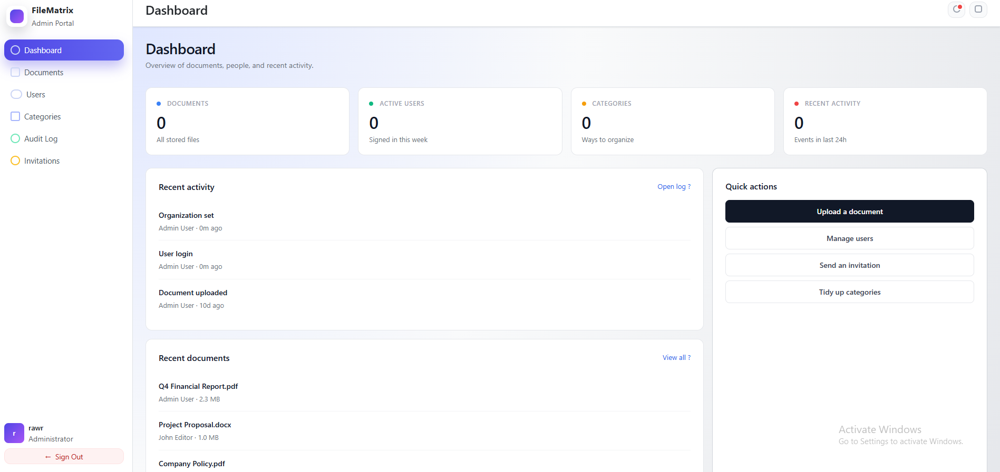 FileMatrix
Admin Portal
Dashboard
Documents
Users
Categories
Audit Log
Invitations
rawr
r
Administrator
← Sign Out
Dashboard
Dashboard
Overview of documents, people, and recent activity.
DOCUMENTS
0
All stored files
ACTIVE USERS
0
Signed in this week
CATEGORIES
0
Ways to organize
RECENT ACTIVITY
0
Events in last 24h
Recent activity
Open log ?
Organization set
Admin User · 0m ago
User login
Admin User · 0m ago
Document uploaded
Admin User · 10d ago
Recent documents
View all ?
Q4 Financial Report.pdf
Admin User · 2.3 MB
Project Proposal.docx
John Editor · 1.0 MB
Company Policy.pdf
Quick actions
Upload a document
Manage users
Send an invitation
Tidy up categories
Activate Windows
Go to Settings to activate Windows.